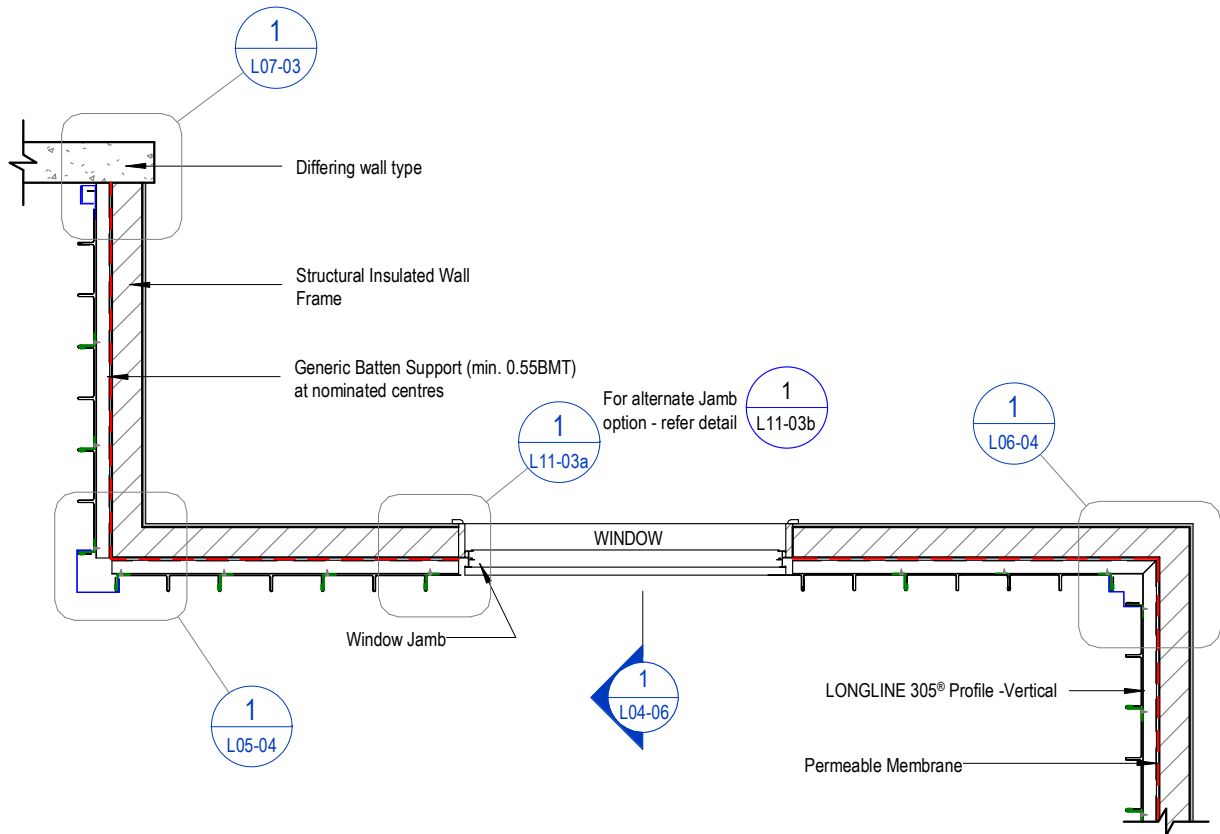 1
L07-03
Differing wall type
Structural Insulated Wall
Frame
Generic Batten Support (min. 0.55BMT)
at nominated centres
For alternate Jamb
option - refer detail
1
L11-03b
1
L11-03a
1
L06-04
WINDOW
Window Jamb
1
L05-04
1
L04-06
LONGLINE 305® Profile -Vertical
Permeable Membrane